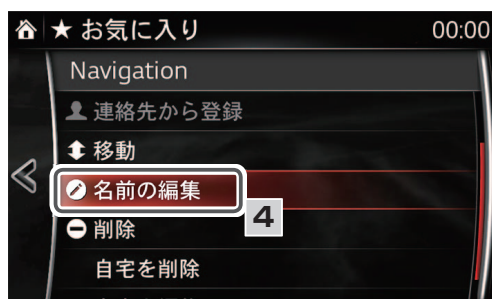 ★ お気に入り 00:00
Navigation
連絡先から登録
移動
名前の編集
4
削除
自宅を削除